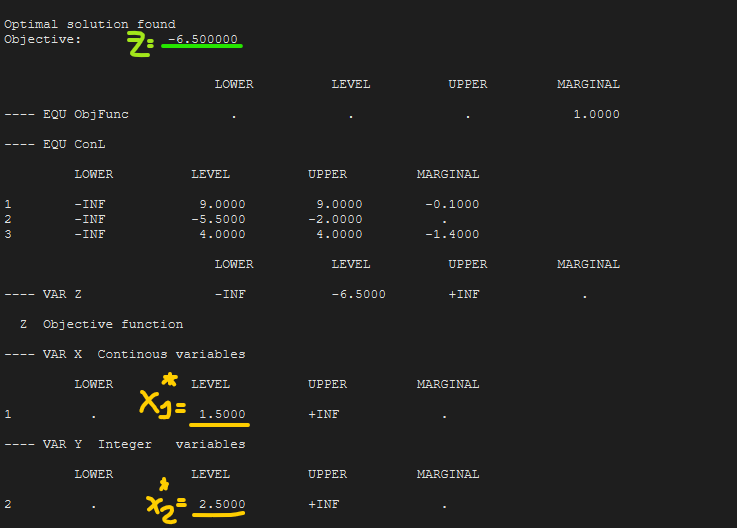 Optimal solution found
Objective: Z: -6.500000
LOWER LEVEL UPPER MARGINAL
---- EQU ObjFunc . . . 1.0000
---- EQU ConL
LOWER LEVEL UPPER MARGINAL
1 -INF 9.0000 9.0000 -0.1000
2 -INF -5.5000 -2.0000 .
3 -INF 4.0000 4.0000 -1.4000
LOWER LEVEL UPPER MARGINAL
---- VAR Z -INF -6.5000 +INF .
Z Objective function
---- VAR X Continous variables
LOWER LEVEL UPPER MARGINAL
1 . X1*= 1.5000 +INF .
---- VAR Y Integer variables
LOWER LEVEL UPPER MARGINAL
2 . X2*= 2.5000 +INF .